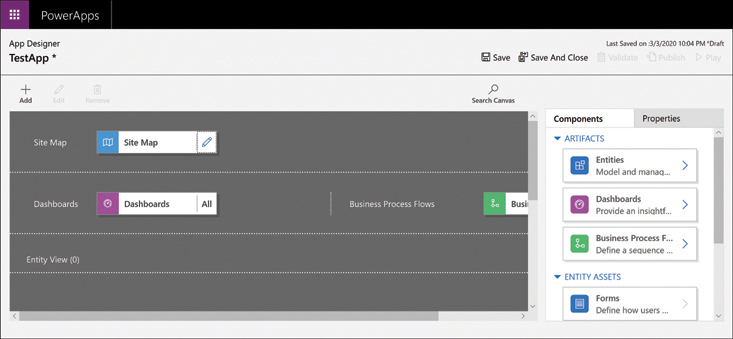 PowerApps
App Designer
Last Saved on :3/3/2020 10:04 PM *Draft
TestApp *
Save
Save And Close
Validate
Publish
Play
Add
Edit
Remove
Search Canvas
Site Map
Site Map
Dashboards
Dashboards
All
Business Process Flows
Busi
Entity View (0)
Components
Properties
ARTIFACTS
Entities
Model and manag...
Dashboards
Provide an insightf...
Business Process F...
Define a sequence ...
ENTITY ASSETS
Forms
Define how users ...